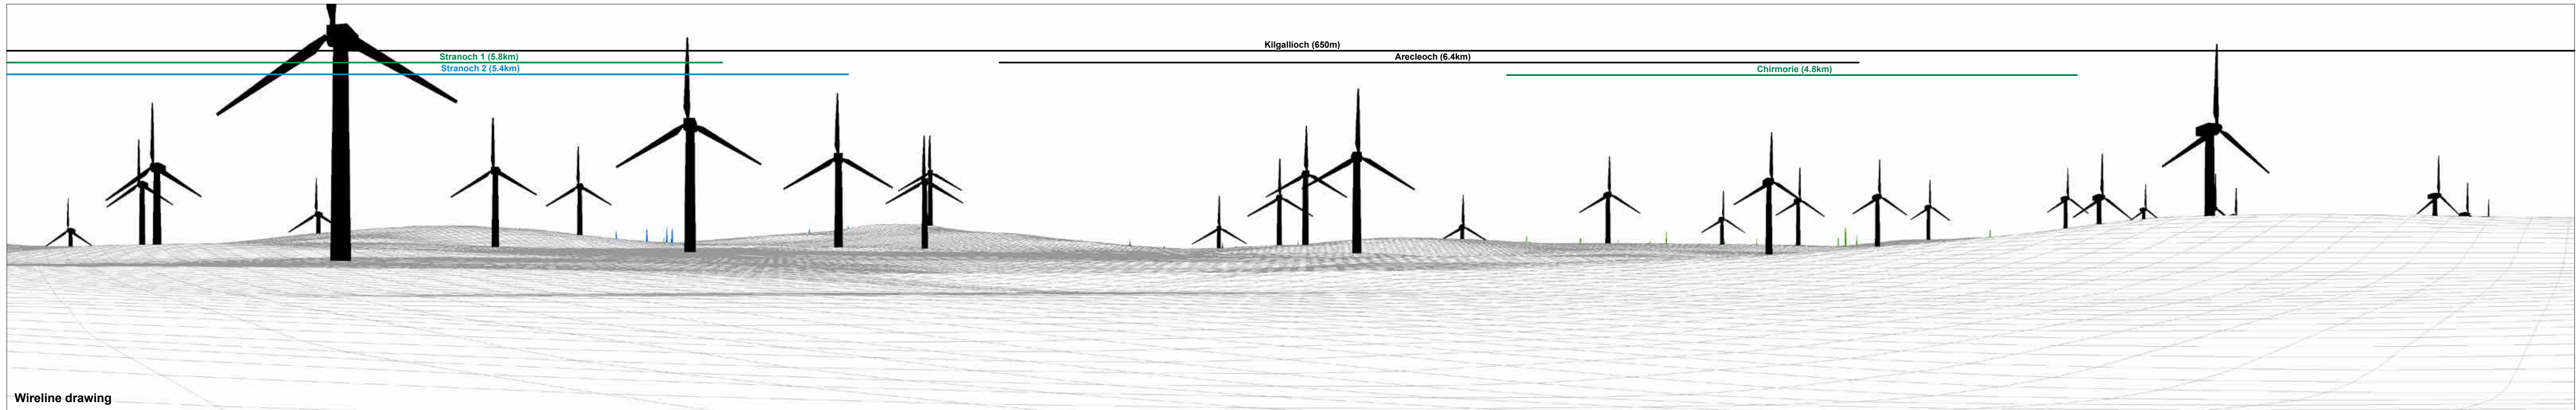 Kilgallioch (650m)
Stranoch 1 (5.8km)
Arecleoch (6.4km)
Stranoch 2 (5.4km)
Chirmorie (4.8km)
Wireline drawing